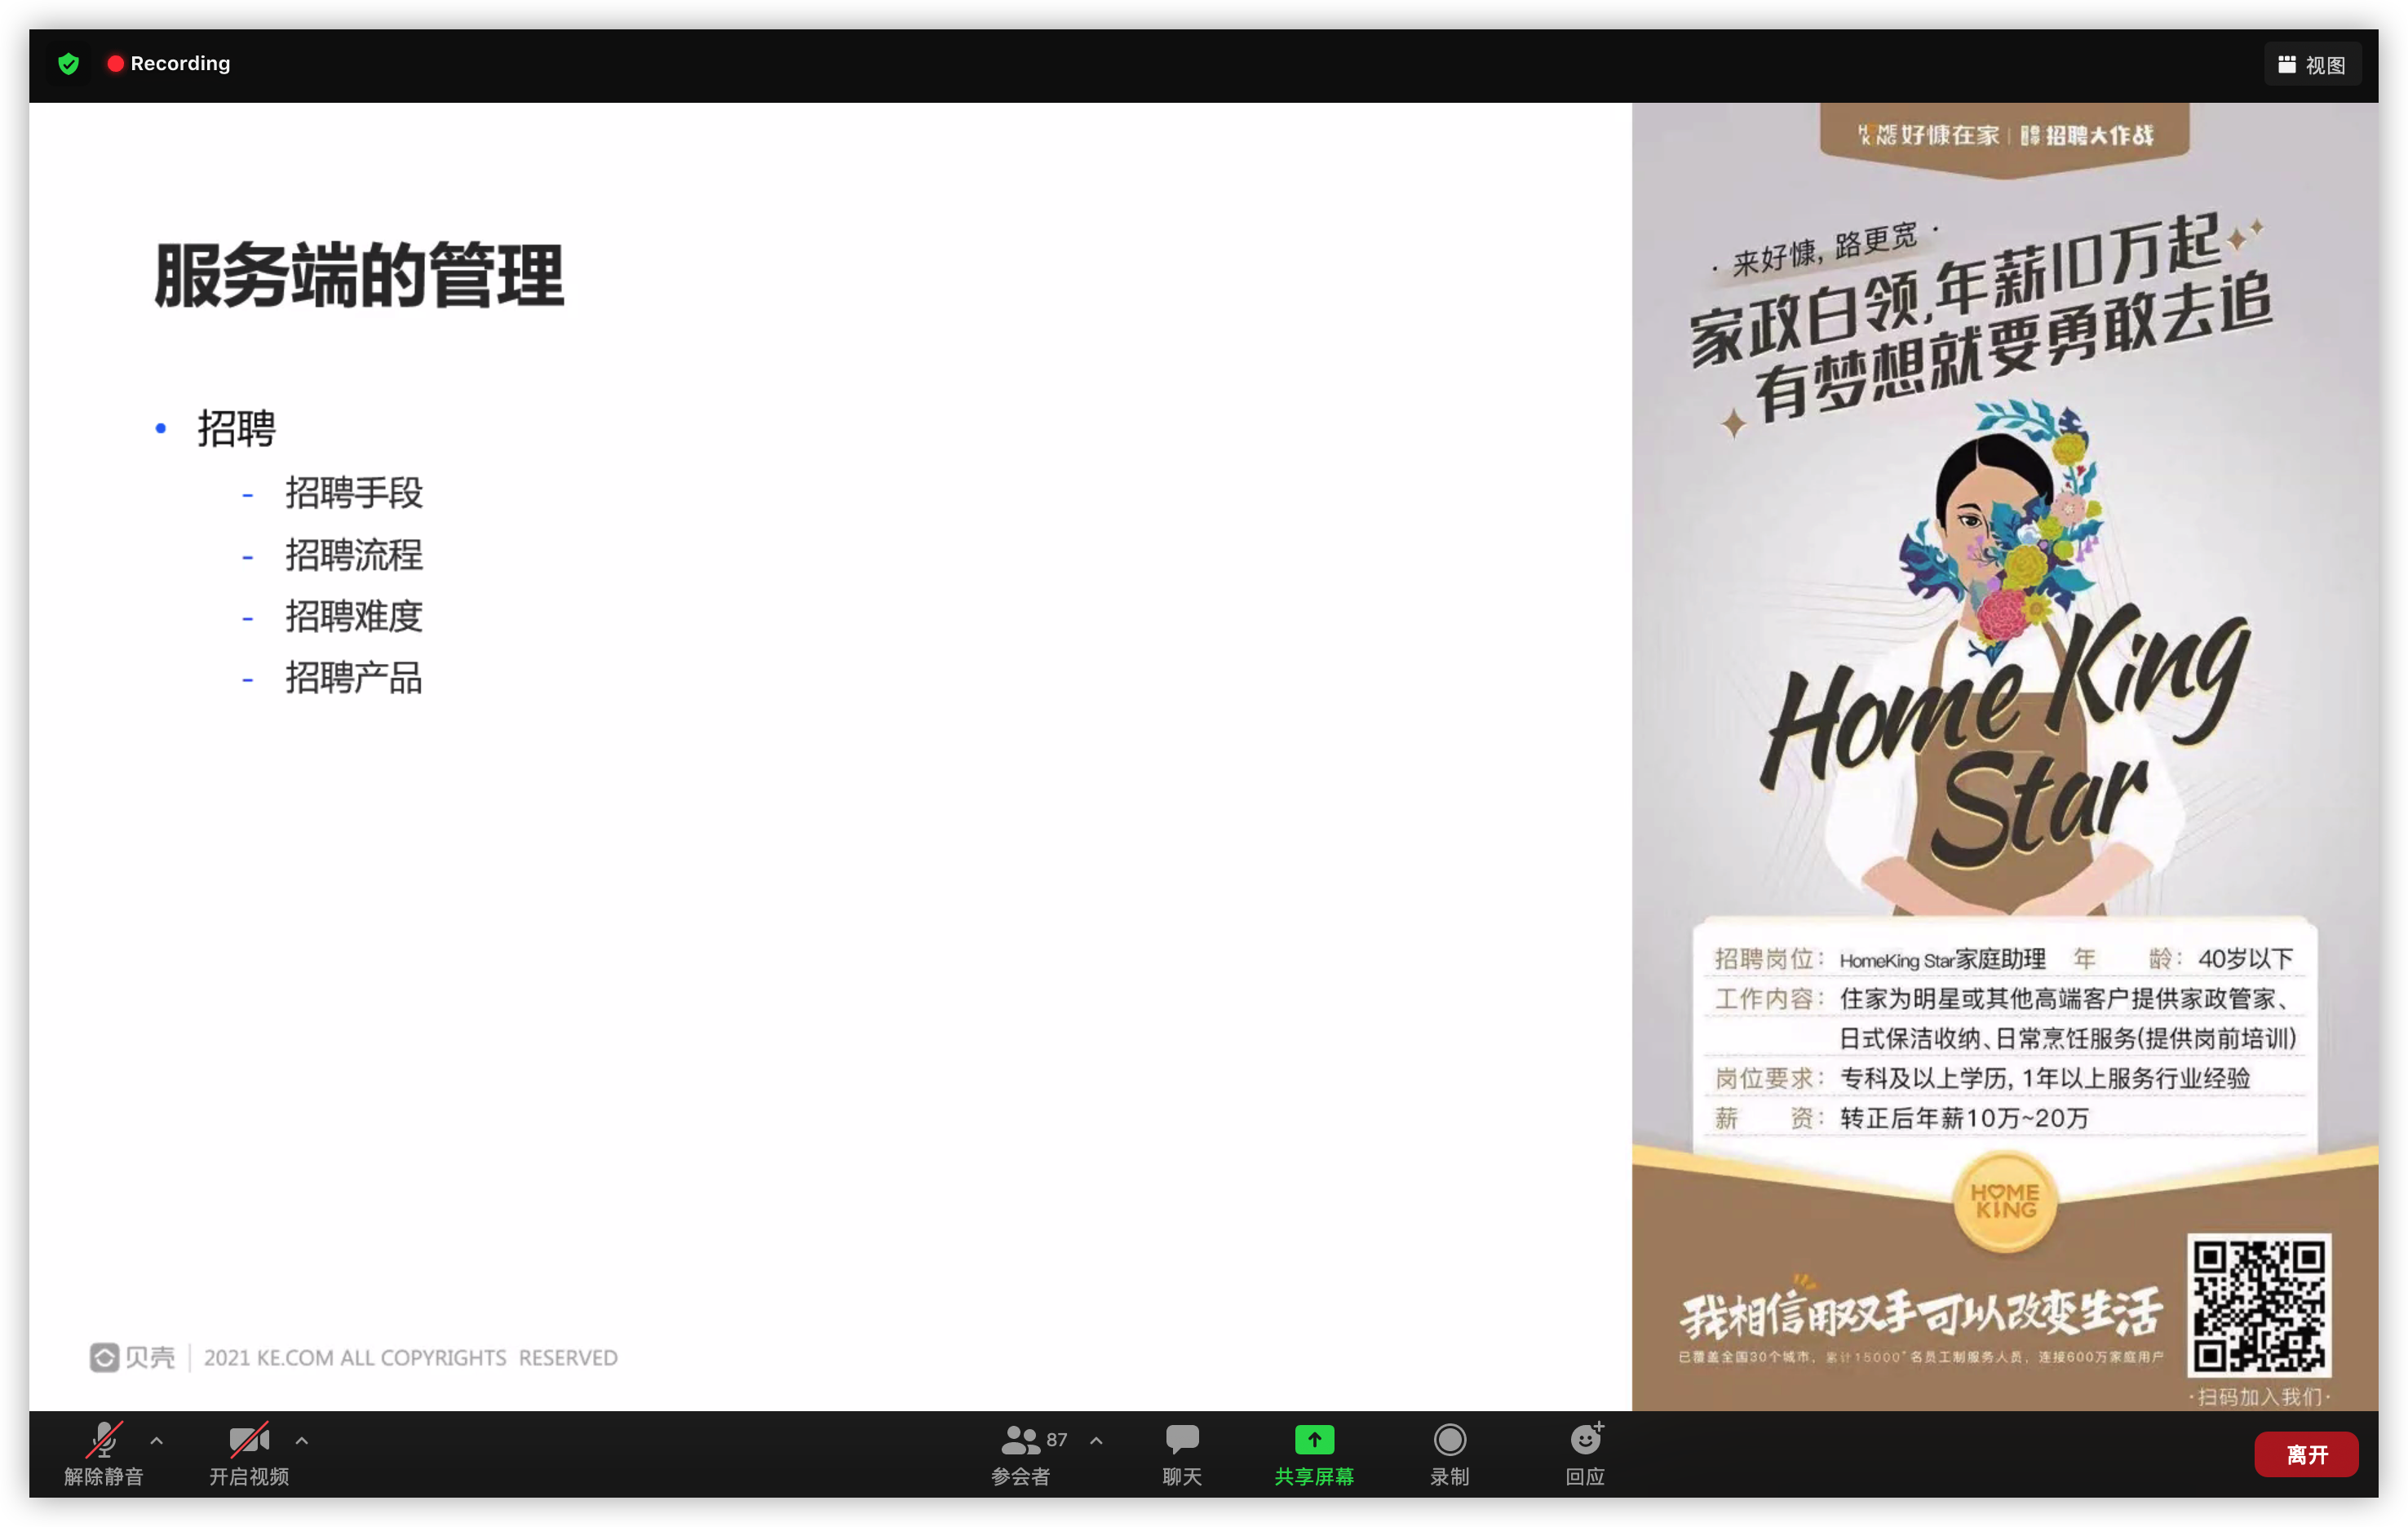 Recording
视图
服务端的管理
• 招聘
- 招聘手段
- 招聘流程
- 招聘难度
- 招聘产品
贝壳 | 2021 KE.COM ALL COPYRIGHTS RESERVED
HOME KING 好慷在家 | 招聘大作战
· 来好慷, 路更宽 ·
家政白领,年薪10万起
有梦想就要勇敢去追
Home King
Star
招聘岗位: HomeKing Star家庭助理 年 龄: 40岁以下
工作内容: 住家为明星或其他高端客户提供家政管家、
日式保洁收纳、日常烹饪服务(提供岗前培训)
岗位要求: 专科及以上学历, 1年以上服务行业经验
薪 资: 转正后年薪10万~20万
HOME
KING
我相信用双手可以改变生活
已覆盖全国30个城市, 累计15000+名员工制服务人员, 连接600万家庭用户
·扫码加入我们·
解除静音
开启视频
87
参会者
聊天
共享屏幕
录制
回应
离开